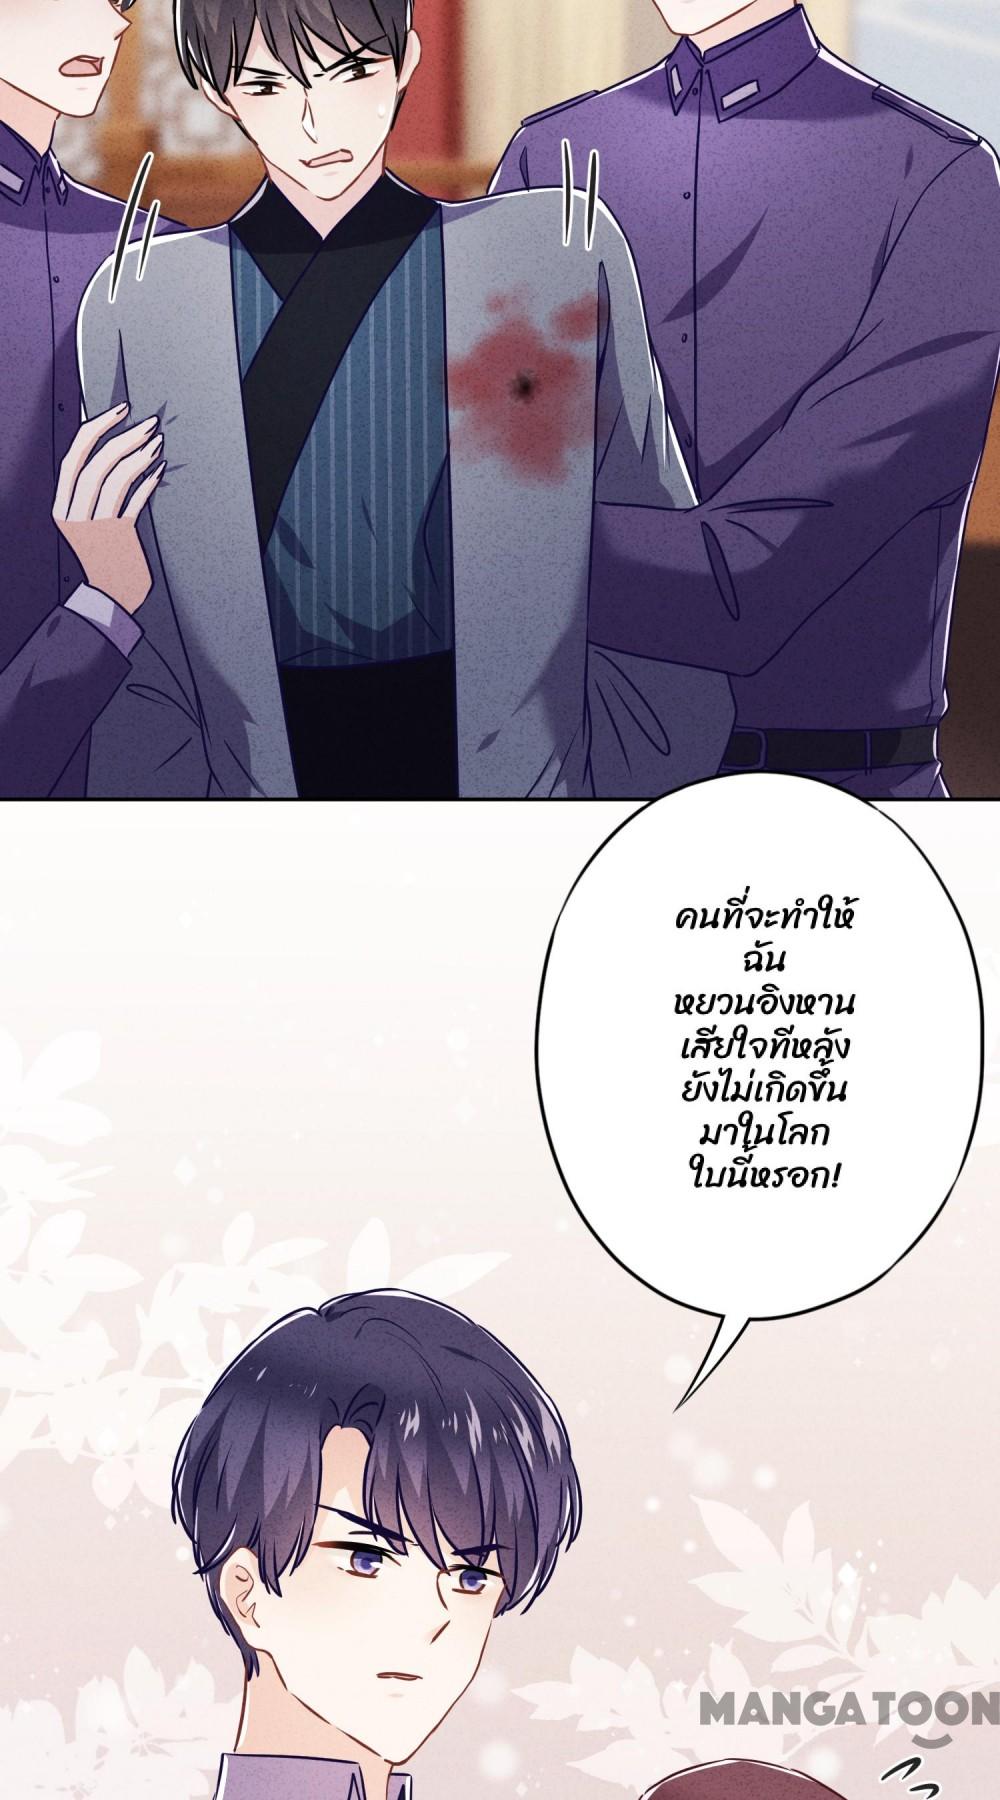 คนที่จะทำให้
ฉัน
หยวนอิงหาน
เสียใจทีหลัง
ยังไม่เกิดขึ้น
มาในโลก
ใบนี้หรอก!
MANGATOON